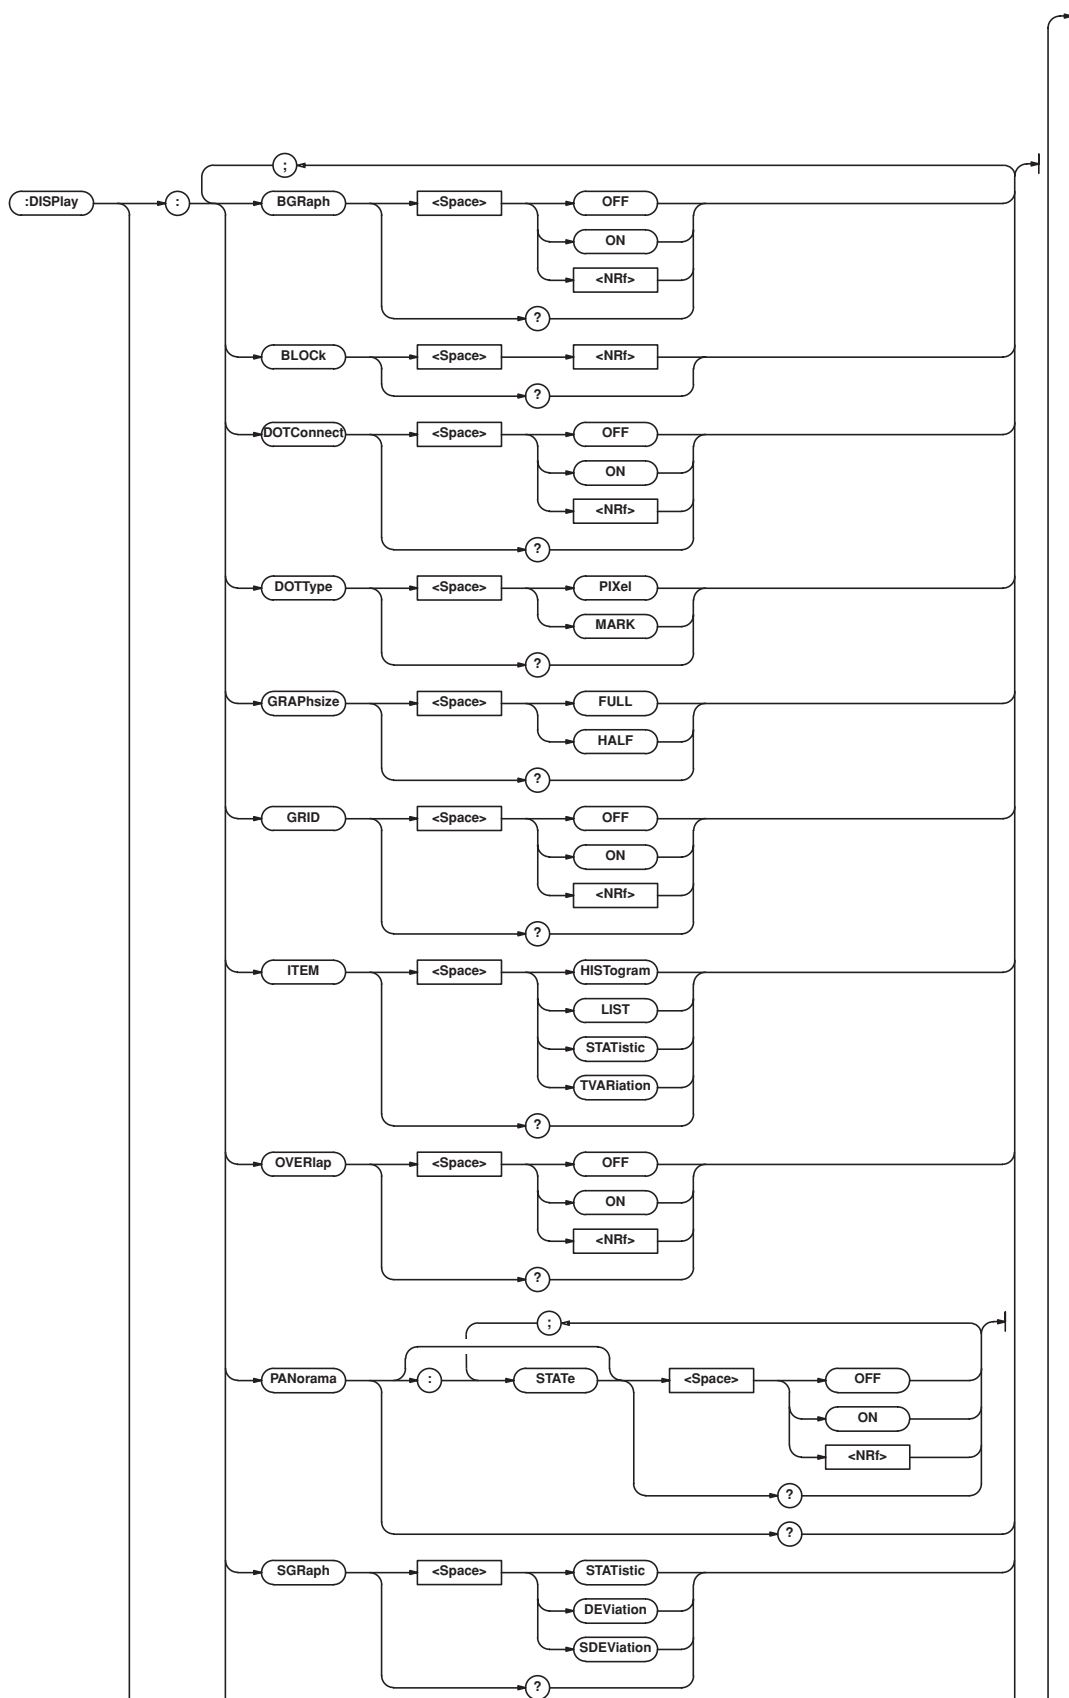 ;
:DISPlay : BGRaph <Space> OFF
ON
<NRf>
?
BLOCk <Space> <NRf>
?
DOTConnect <Space> OFF
ON
<NRf>
?
DOTType <Space> PIXel
MARK
?
GRAPhsize <Space> FULL
HALF
?
GRID <Space> OFF
ON
<NRf>
?
ITEM <Space> HISTogram
LIST
STATistic
TVARiation
?
OVERlap <Space> OFF
ON
<NRf>
?
;
PANorama : STATe <Space> OFF
ON
<NRf>
?
?
SGRaph <Space> STATistic
DEViation
SDEViation
?